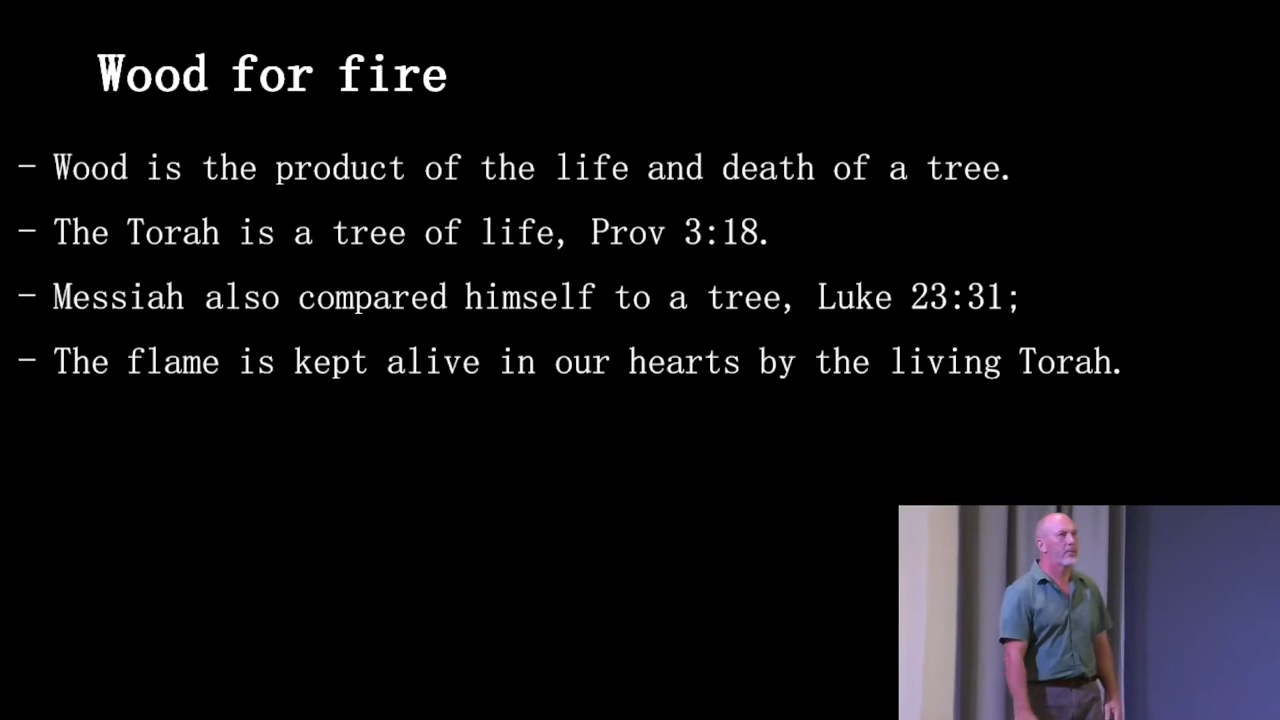 Wood for fire
- Wood is the product of the life and death of a tree.
- The Torah is a tree of life, Prov 3:18.
- Messiah also compared himself to a tree, Luke 23:31;
- The flame is kept alive in our hearts by the living Torah.